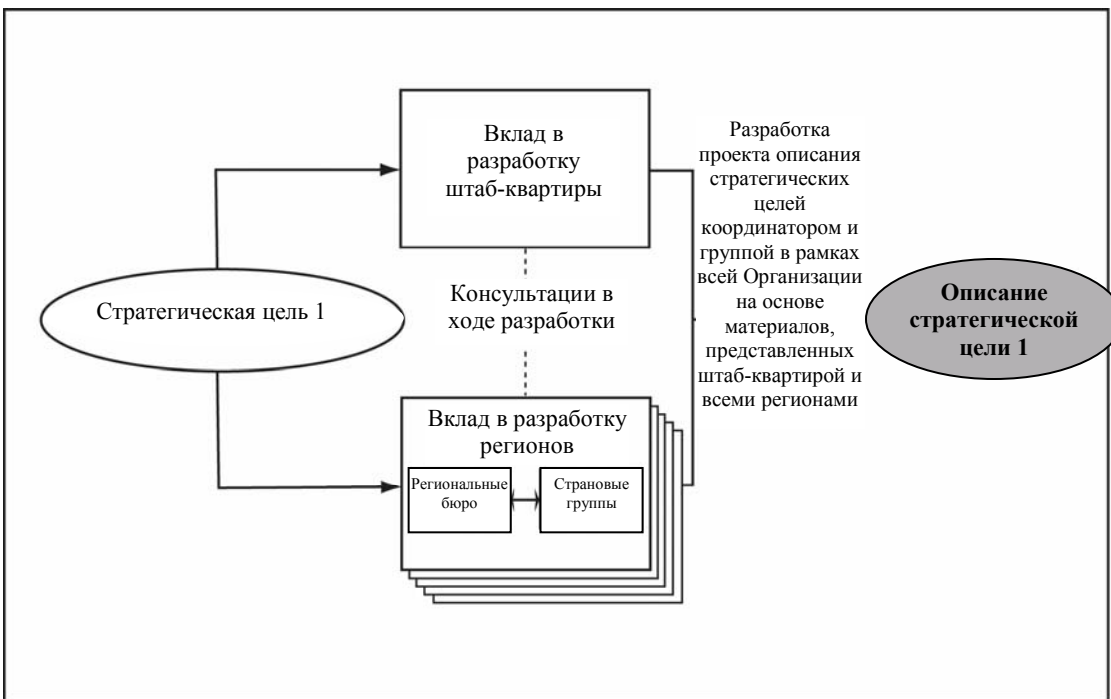 Стратегическая цель 1
Вклад в
разработку
штаб-квартиры
Консультации в
ходе разработки
Вклад в разработку
регионов
Региональные
бюро
Страновые
группы
Разработка
проекта описания
стратегических
целей
координатором и
группой в рамках
всей Организации
на основе
материалов,
представленных
штаб-квартирой и
всеми регионами
Описание
стратегической
цели 1